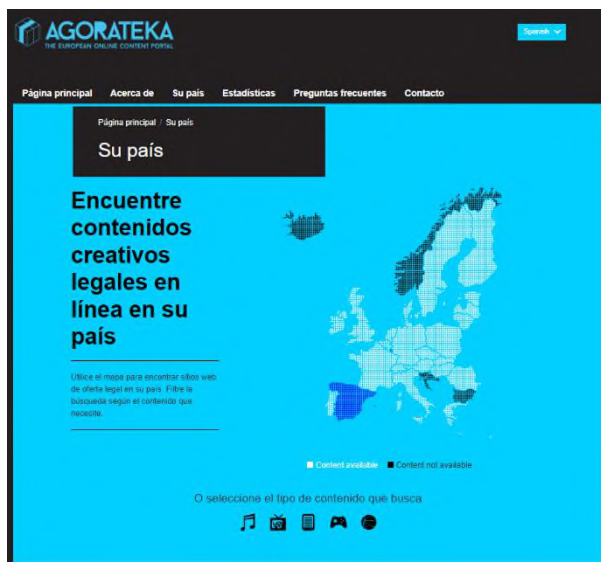 AGORATEKA
THE EUROPEAN ONLINE CONTENT PORTAL
Spanish
Página principal Acerca de Su país Estadísticas Preguntas frecuentes Contacto
Página principal / Su país
Su país
Encuentre
contenidos
creativos
legales en
línea en su
país
Utilice el mapa para encontrar sitios web
de oferta legal en su país. Filtre la
búsqueda según el contenido que
necesite.
Content available Content not available
O seleccione el tipo de contenido que busca